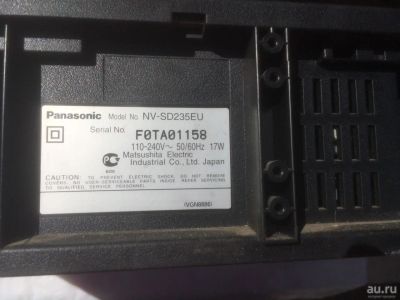 Panasonic Model No. NV-SD235EU
Serial No. F0TA01158
110-240V~ 50/60Hz 17W
Matsushita Electric
Industrial Co., Ltd. Japan
CAUTION: TO PREVENT ELECTRIC SHOCK, DO NOT REMOVE
COVERS. NO USER-SERVICEABLE PARTS INSIDE. REFER SERVICING
TO QUALIFIED SERVICE PERSONNEL.
(VGN8886)
au.ru